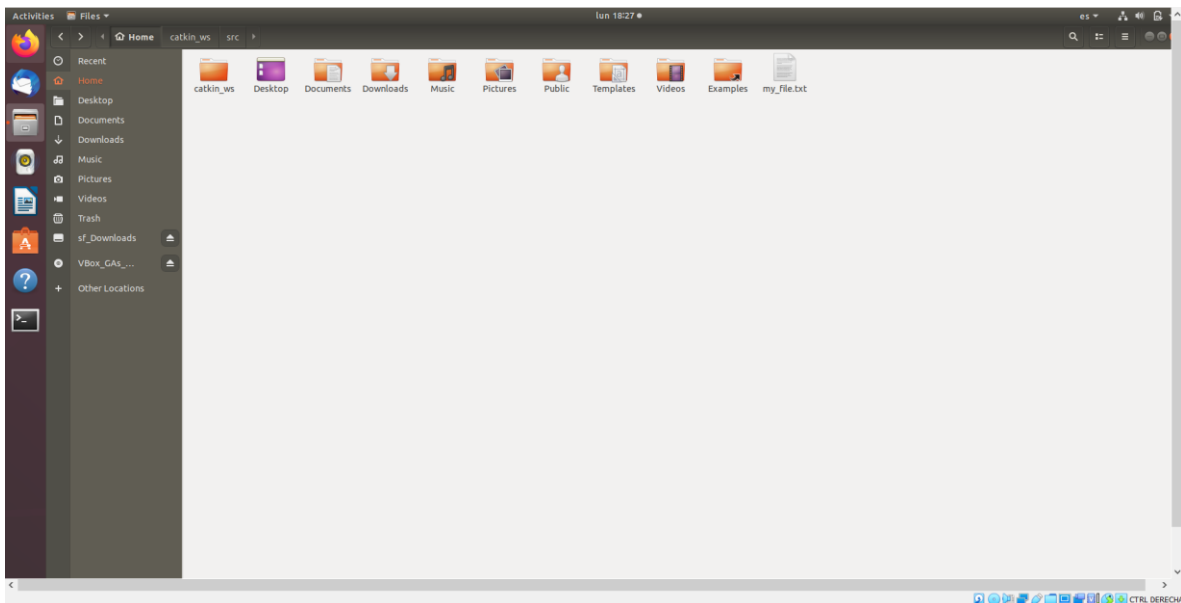 Activities Files lun 18:27 es
Home catkin_ws src
Recent
Home
Desktop
Documents
Downloads
Music
Pictures
Videos
Trash
sf_Downloads
VBox_GAs_...
+ Other Locations
catkin_ws Desktop Documents Downloads Music Pictures Public Templates Videos Examples my_file.txt
CTRL DERECHA